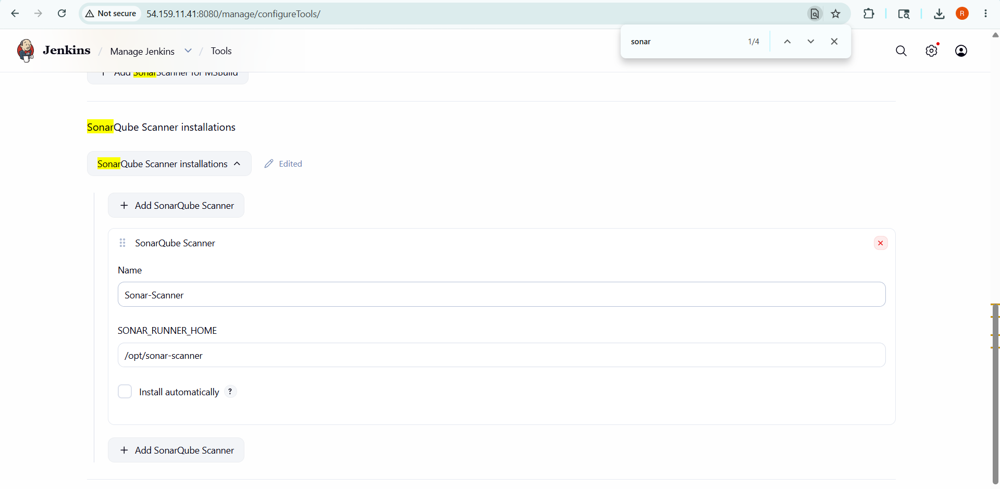 Not secure 54.159.11.41:8080/manage/configureTools/
R
sonar 1/4
Jenkins / Manage Jenkins / Tools
+ Add SonarScanner for MSBuild
SonarQube Scanner installations
SonarQube Scanner installations Edited
+ Add SonarQube Scanner
SonarQube Scanner
Name
Sonar-Scanner
SONAR_RUNNER_HOME
/opt/sonar-scanner
Install automatically ?
+ Add SonarQube Scanner